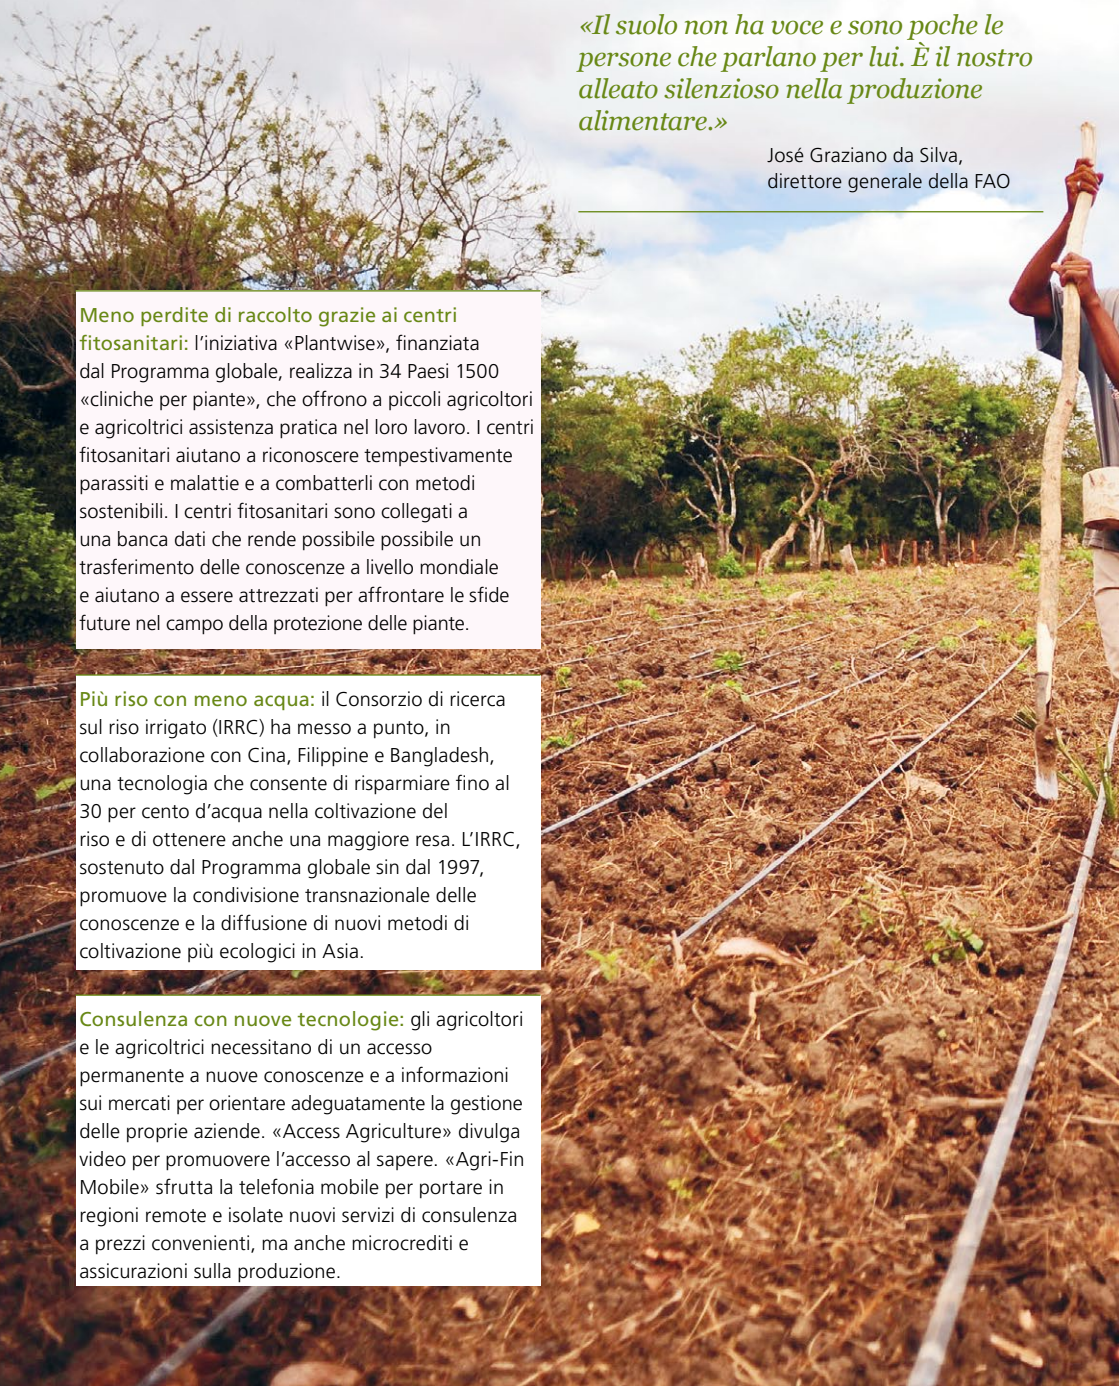 «Il suolo non ha voce e sono poche le
persone che parlano per lui. È il nostro
alleato silenzioso nella produzione
alimentare.»
José Graziano da Silva,
direttore generale della FAO
Meno perdite di raccolto grazie ai centri
fitosanitari: l’iniziativa «Plantwise», finanziata
dal Programma globale, realizza in 34 Paesi 1500
«cliniche per piante», che offrono a piccoli agricoltori
e agricoltrici assistenza pratica nel loro lavoro. I centri
fitosanitari aiutano a riconoscere tempestivamente
parassiti e malattie e a combatterli con metodi
sostenibili. I centri fitosanitari sono collegati a
una banca dati che rende possibile possibile un
trasferimento delle conoscenze a livello mondiale
e aiutano a essere attrezzati per affrontare le sfide
future nel campo della protezione delle piante.
Più riso con meno acqua: il Consorzio di ricerca
sul riso irrigato (IRRC) ha messo a punto, in
collaborazione con Cina, Filippine e Bangladesh,
una tecnologia che consente di risparmiare fino al
30 per cento d’acqua nella coltivazione del
riso e di ottenere anche una maggiore resa. L’IRRC,
sostenuto dal Programma globale sin dal 1997,
promuove la condivisione transnazionale delle
conoscenze e la diffusione di nuovi metodi di
coltivazione più ecologici in Asia.
Consulenza con nuove tecnologie: gli agricoltori
e le agricoltrici necessitano di un accesso
permanente a nuove conoscenze e a informazioni
sui mercati per orientare adeguatamente la gestione
delle proprie aziende. «Access Agriculture» divulga
video per promuovere l’accesso al sapere. «Agri-Fin
Mobile» sfrutta la telefonia mobile per portare in
regioni remote e isolate nuovi servizi di consulenza
a prezzi convenienti, ma anche microcrediti e
assicurazioni sulla produzione.